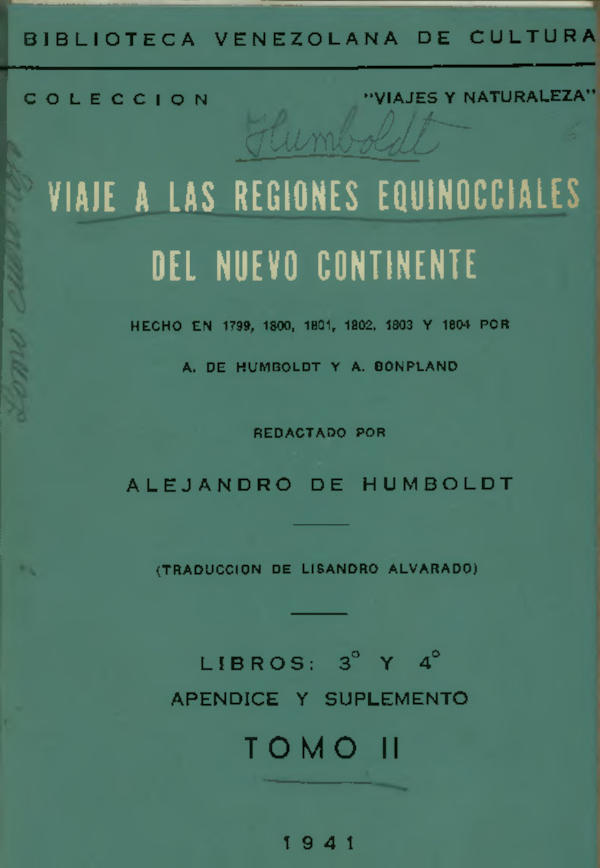 BIBLIOTECA VENEZOLANA DE CULTURA
COLECCION "VIAJES Y NATURALEZA"
Humboldt
VIAJE A LAS REGIONES EQUINOCCIALES
DEL NUEVO CONTINENTE
HECHO EN 1799, 1800, 1801, 1802, 1803 Y 1804 POR
A. DE HUMBOLDT Y A. BONPLAND
REDACTADO POR
ALEJANDRO DE HUMBOLDT
(TRADUCCION DE LISANDRO ALVARADO)
LIBROS: 3° Y 4°
APENDICE Y SUPLEMENTO
TOMO II
1941
Lomo cuero